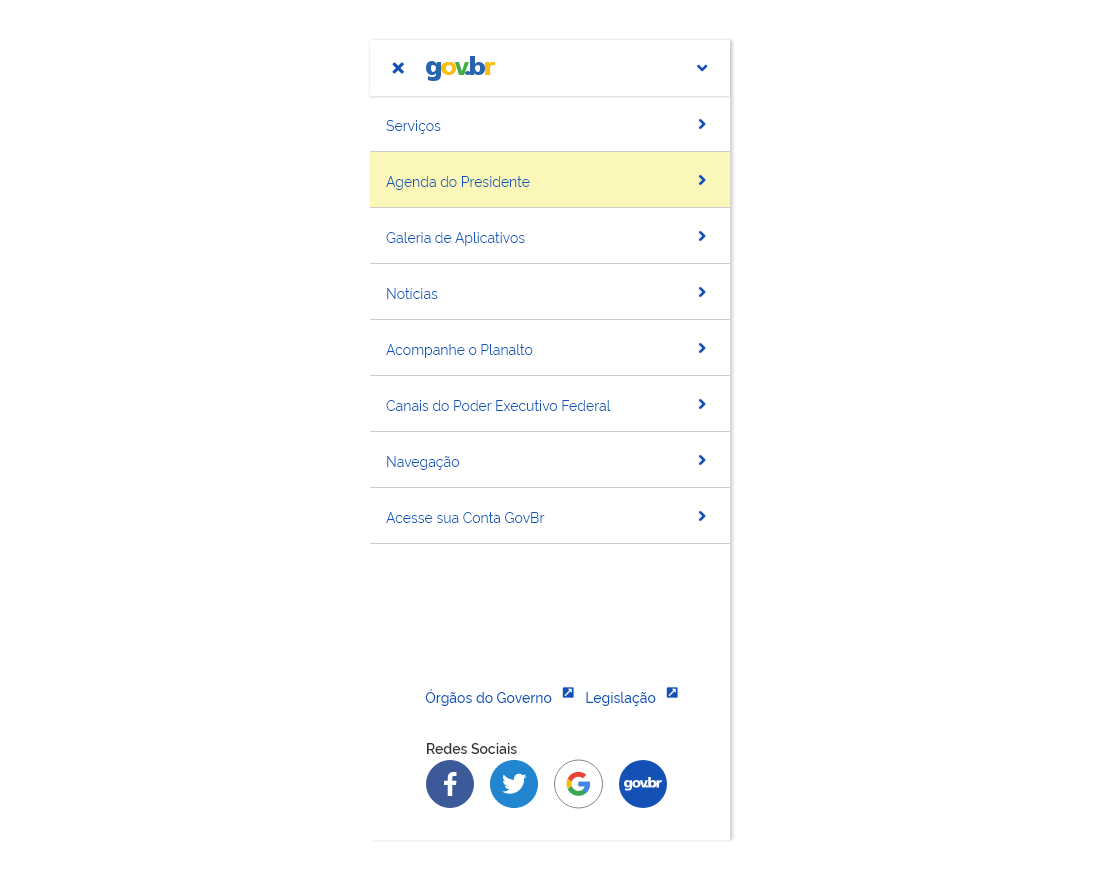 gov.br
Serviços
Agenda do Presidente
Galeria de Aplicativos
Notícias
Acompanhe o Planalto
Canais do Poder Executivo Federal
Navegação
Acesse sua Conta GovBr
Órgãos do Governo Legislação
Redes Sociais
gov.br